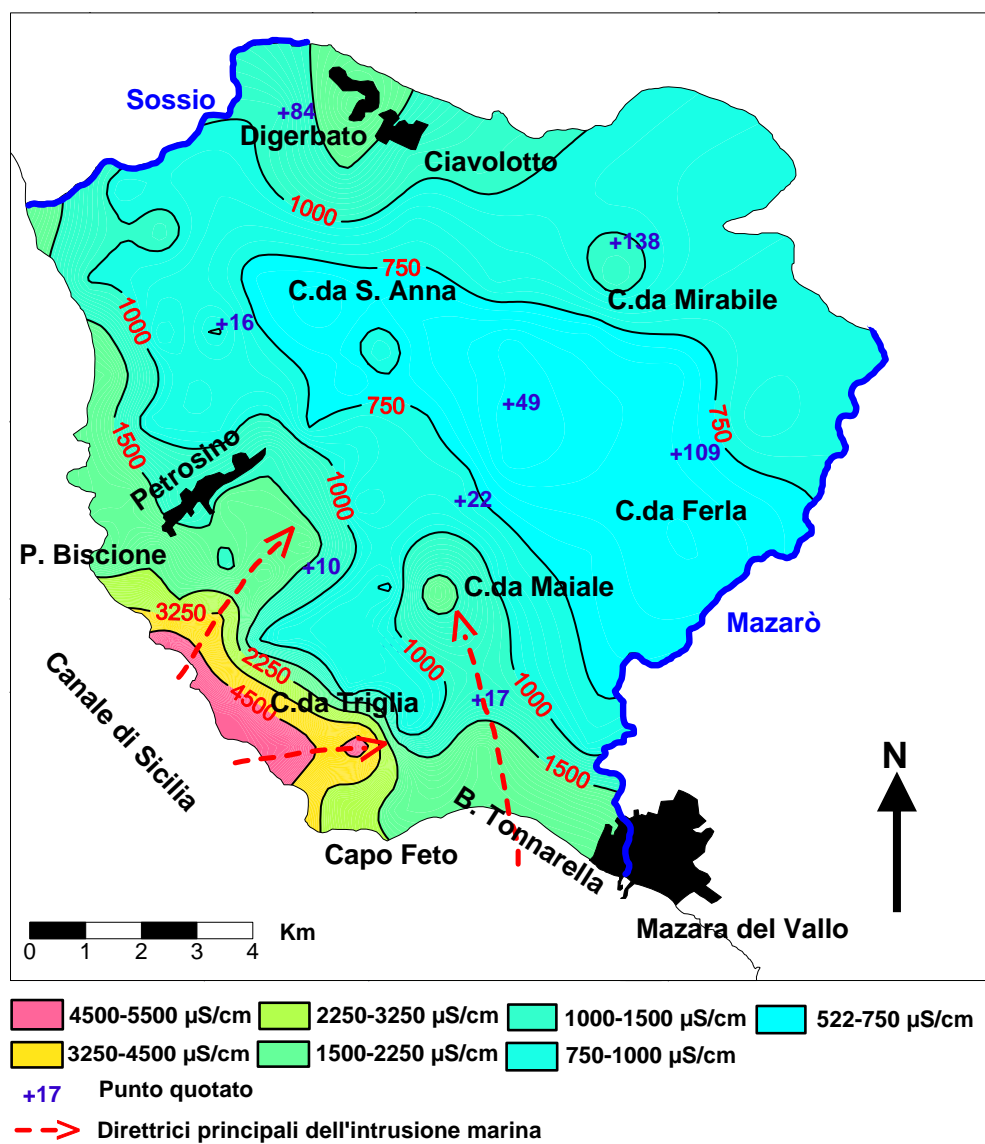 Sossio
+84
Digerbato
Ciavolotto
1000
+138
750
C.da S. Anna
C.da Mirabile
1000
+16
750
+49
750
1500
+109
Petrosino
1000
+22
C.da Ferla
P. Biscione
+10
C.da Maiale
3250
Mazarò
2250
1000
1000
4500
C.da Triglia
+17
Canale di Sicilia
1500
N
B. Tonnarella
Capo Feto
Mazara del Vallo
Km
0 1 2 3 4
4500-5500 µS/cm 2250-3250 µS/cm 1000-1500 µS/cm 522-750 µS/cm
3250-4500 µS/cm 1500-2250 µS/cm 750-1000 µS/cm
+17 Punto quotato
Direttrici principali dell'intrusione marina